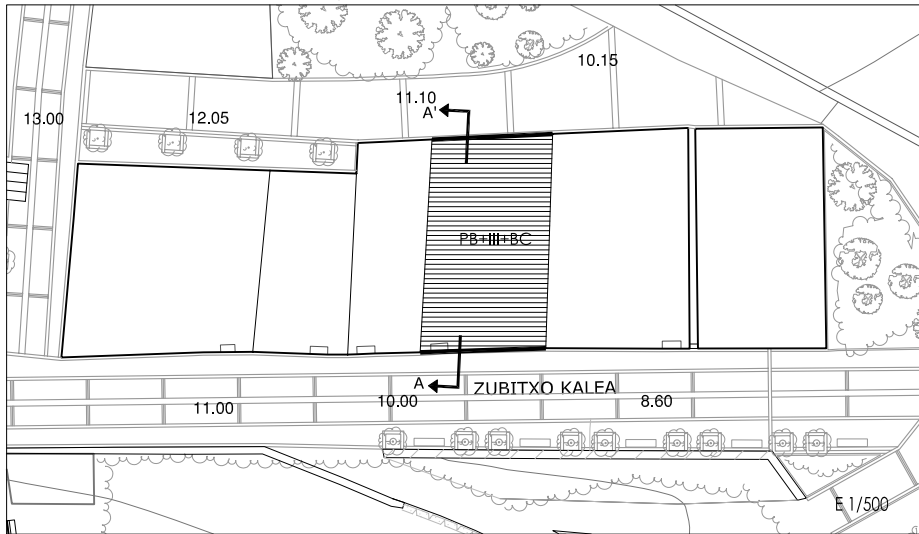 10.15
11.10
A'
13.00
12.05
PB+III+BC
A
ZUBITXO KALEA
11.00
10.00
8.60
E 1/500